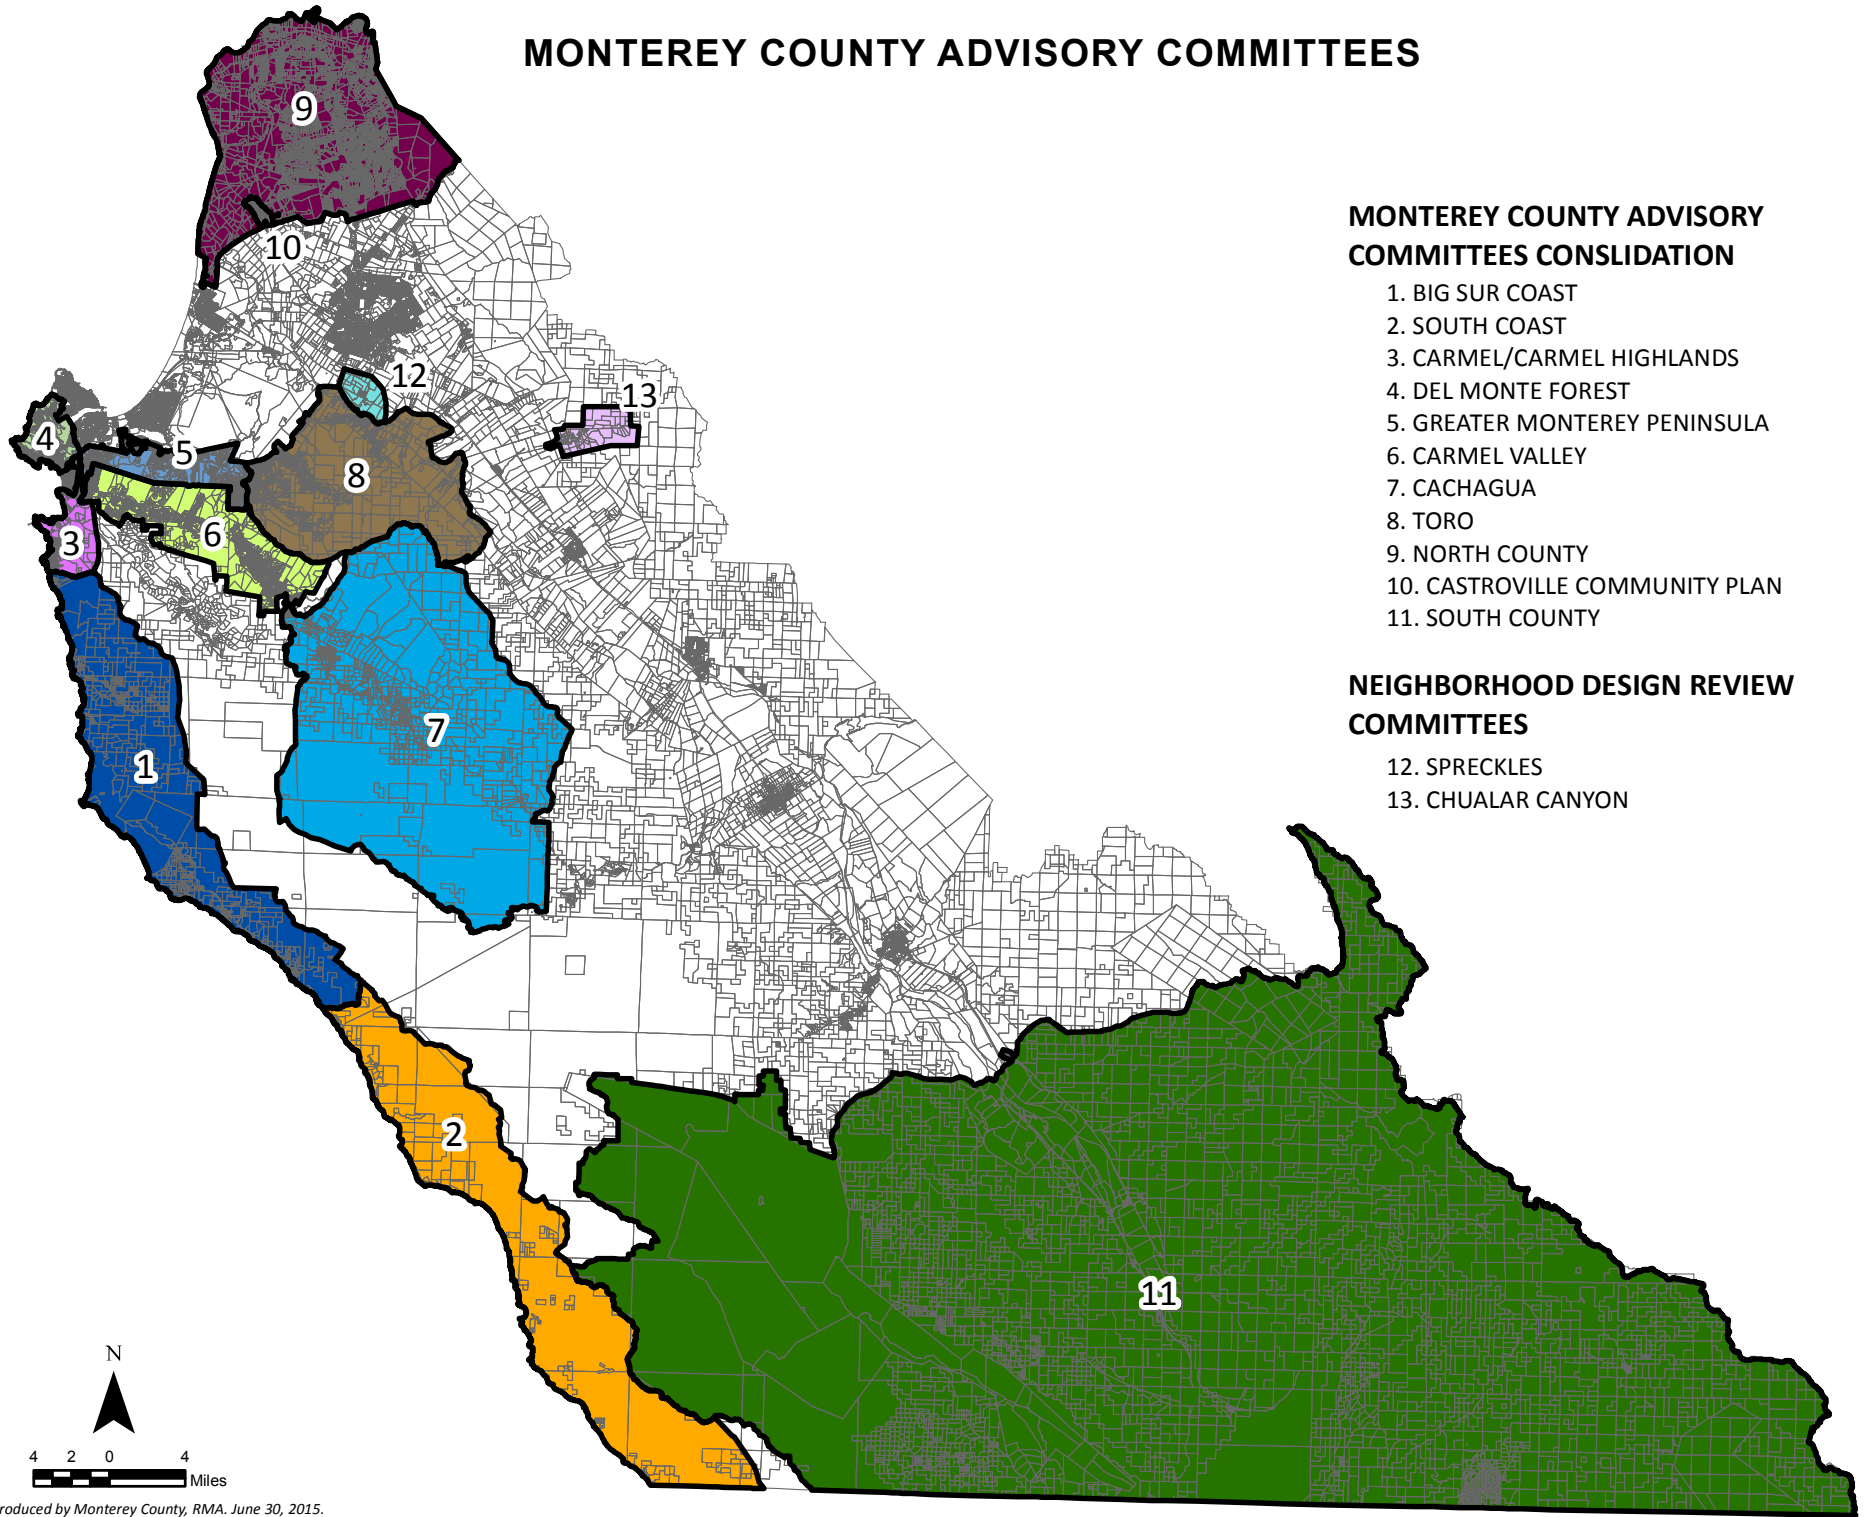 MONTEREY COUNTY ADVISORY COMMITTEES
9
10
12
13
4
5
8
3
6
7
1
2
11
MONTEREY COUNTY ADVISORY
COMMITTEES CONSLIDATION
1. BIG SUR COAST
2. SOUTH COAST
3. CARMEL/CARMEL HIGHLANDS
4. DEL MONTE FOREST
5. GREATER MONTEREY PENINSULA
6. CARMEL VALLEY
7. CACHAGUA
8. TORO
9. NORTH COUNTY
10. CASTROVILLE COMMUNITY PLAN
11. SOUTH COUNTY
NEIGHBORHOOD DESIGN REVIEW
COMMITTEES
12. SPRECKLES
13. CHUALAR CANYON
N
4 2 0 4
Miles
roduced by Monterey County, RMA. June 30, 2015.